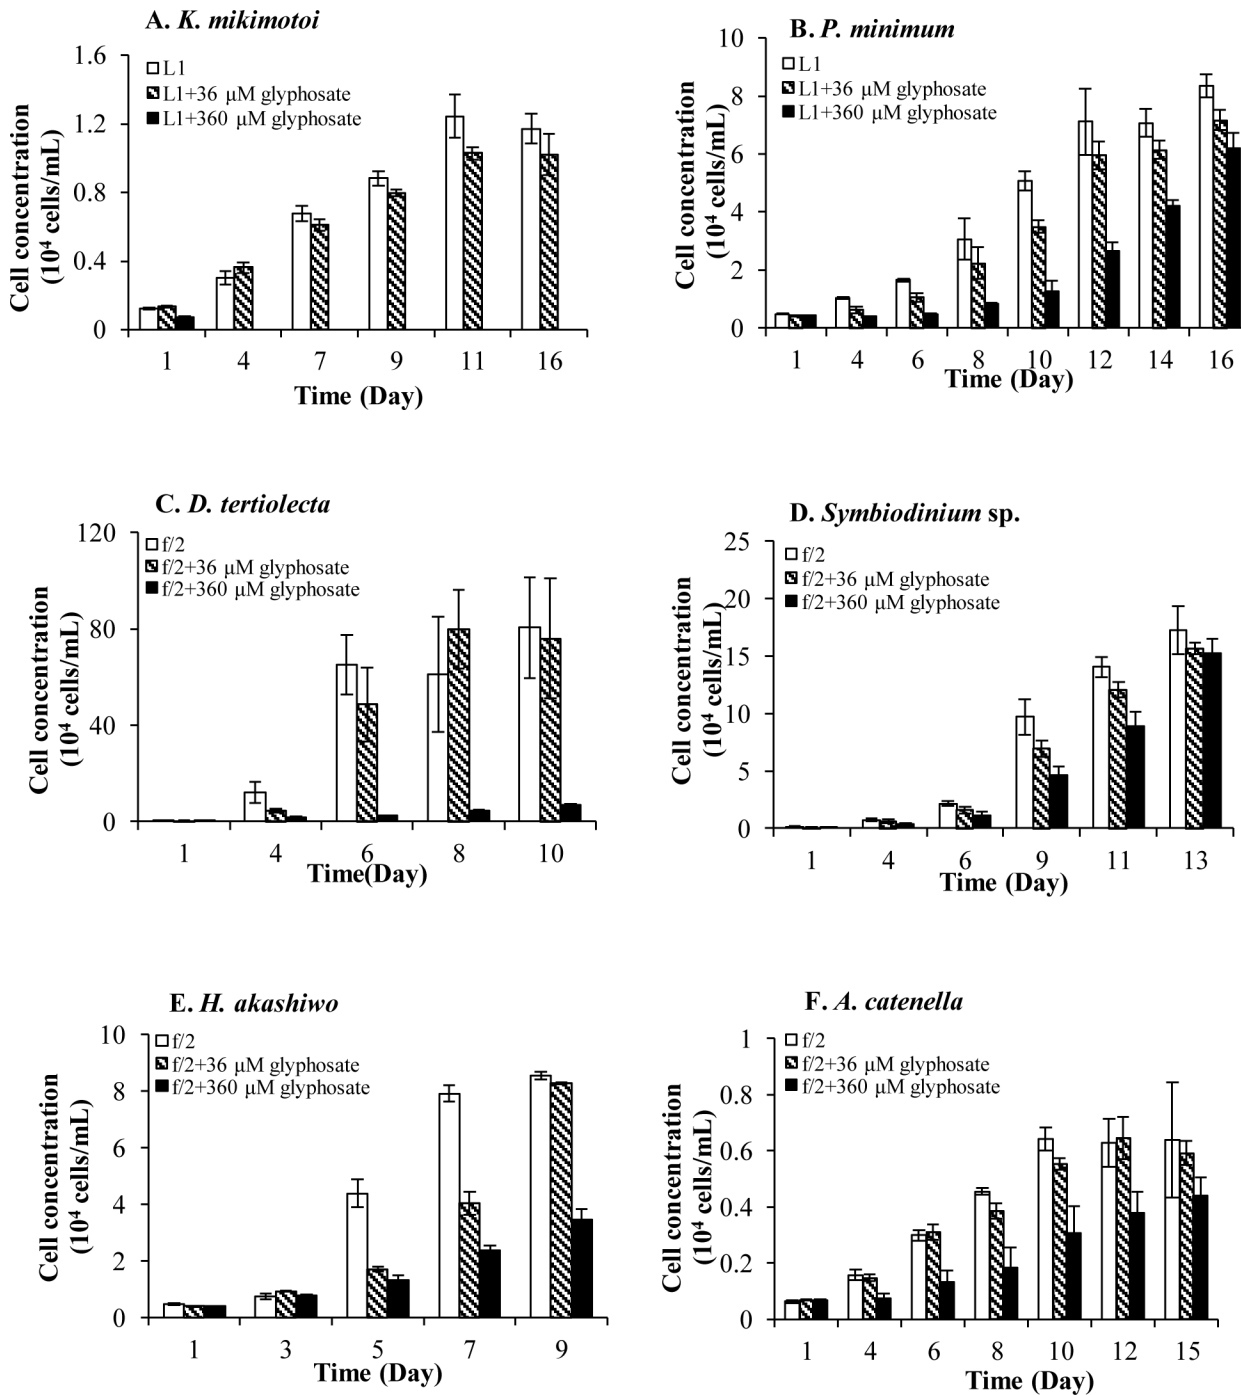 A. K. mikimotoi
1.6
1.2
0.8
0.4
0
Cell concentration
(10⁴ cells/mL)
L1
L1+36 μM glyphosate
L1+360 μM glyphosate
1 4 7 9 11 16
Time (Day)
B. P. minimum
10
8
6
4
2
0
Cell concentration
(10⁴ cells/mL)
L1
L1+36 μM glyphosate
L1+360 μM glyphosate
1 4 6 8 10 12 14 16
Time (Day)
C. D. tertiolecta
120
80
40
0
Cell concentration
(10⁴ cells/mL)
f/2
f/2+36 μM glyphosate
f/2+360 μM glyphosate
1 4 6 8 10
Time(Day)
D. Symbiodinium sp.
25
20
15
10
5
0
Cell concentration
(10⁴ cells/mL)
f/2
f/2+36 μM glyphosate
f/2+360 μM glyphosate
1 4 6 9 11 13
Time (Day)
E. H. akashiwo
10
8
6
4
2
0
Cell concentration
(10⁴ cells/mL)
f/2
f/2+36 μM glyphosate
f/2+360 μM glyphosate
1 3 5 7 9
Time (Day)
F. A. catenella
1
0.8
0.6
0.4
0.2
0
Cell concentration
(10⁴ cells/mL)
f/2
f/2+36 μM glyphosate
f/2+360 μM glyphosate
1 4 6 8 10 12 15
Time (Day)